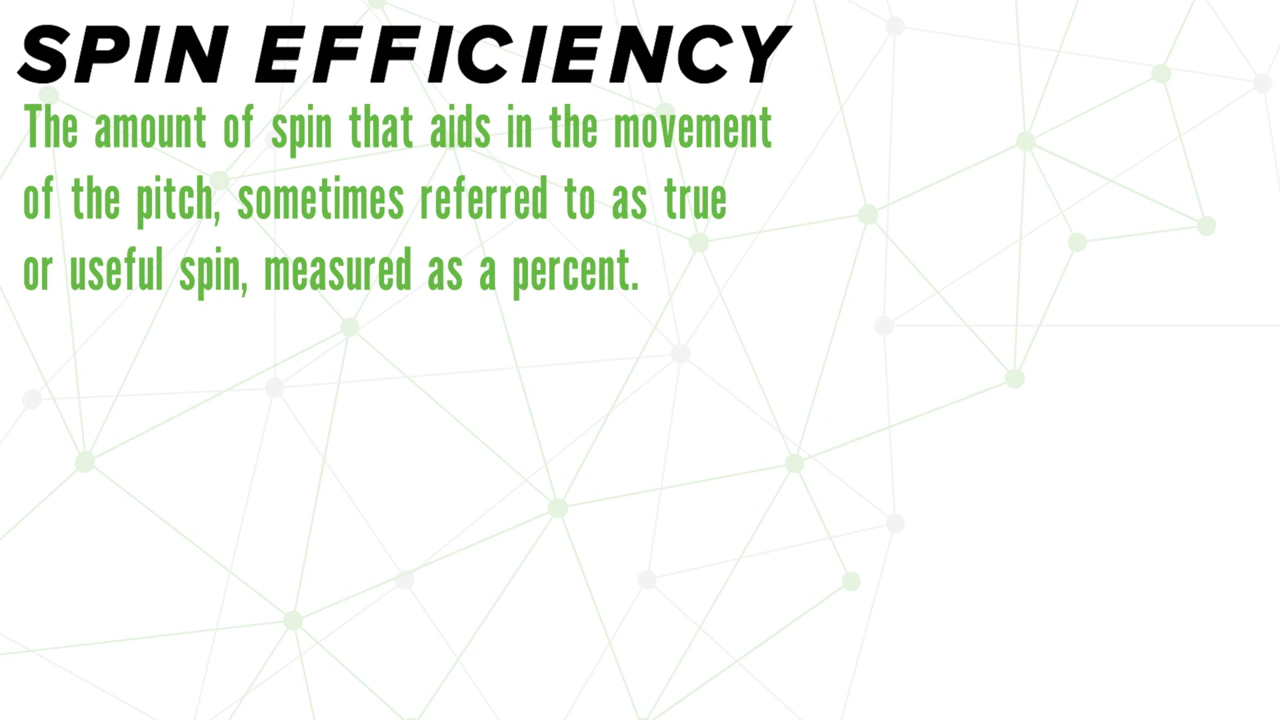 SPIN EFFICIENCY
The amount of spin that aids in the movement
of the pitch, sometimes referred to as true
or useful spin, measured as a percent.